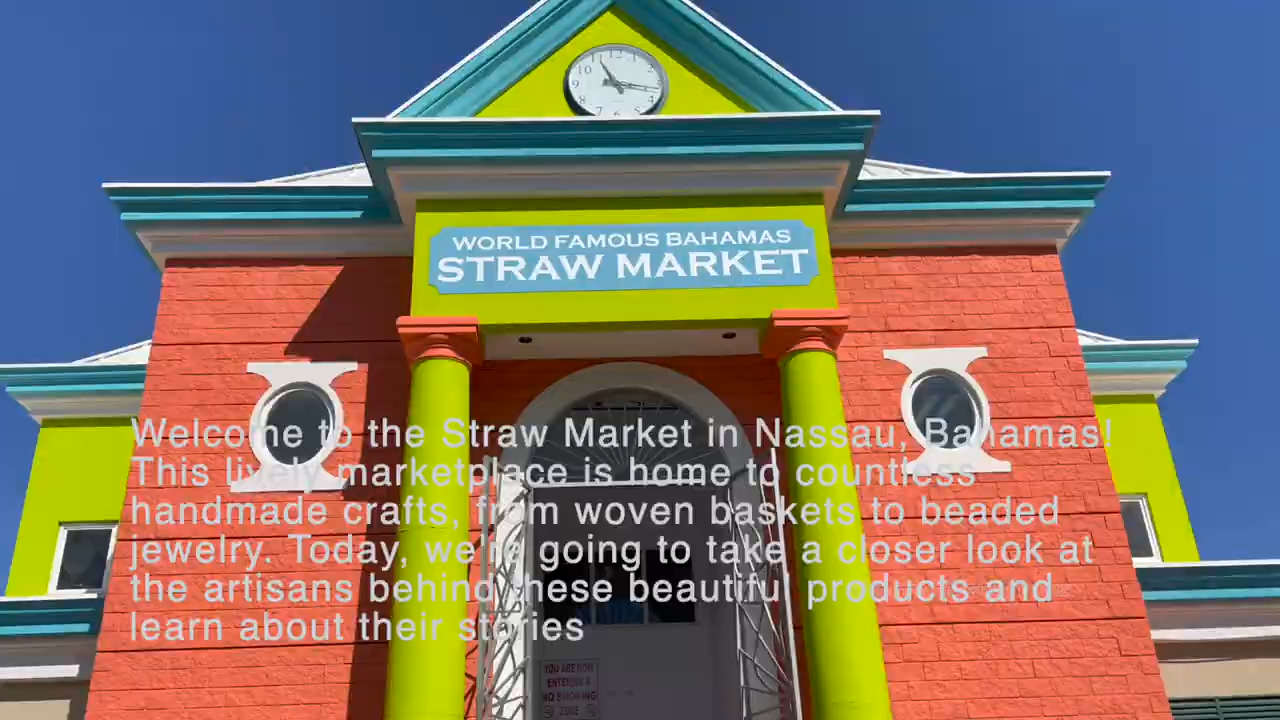 WORLD FAMOUS BAHAMAS
STRAW MARKET
Welcome to the Straw Market in Nassau, Bahamas!
This lively marketplace is home to countless
handmade crafts, from woven baskets to beaded
jewelry. Today, we're going to take a closer look at
the artisans behind these beautiful products and
learn about their stories
YOU ARE NOW
ENTERING A
NO SMOKING
ZONE